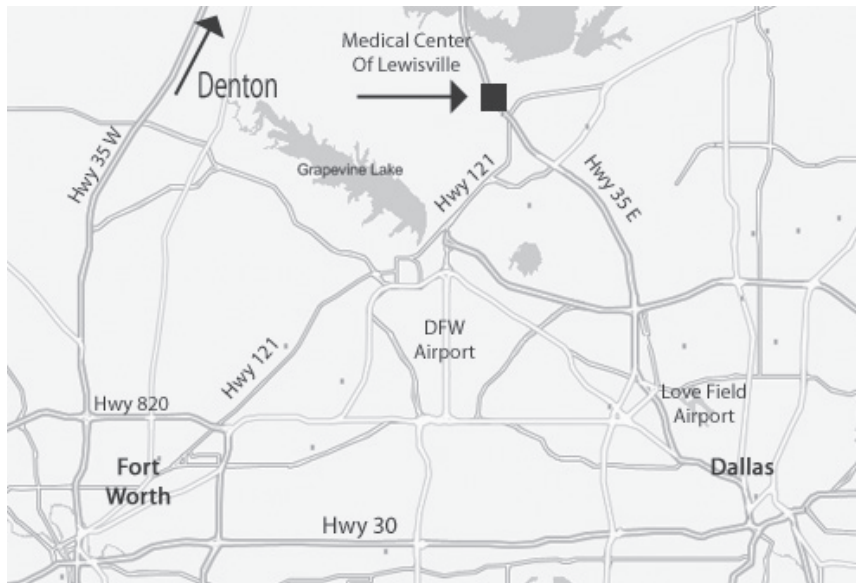 Medical Center
Of Lewisville
Denton
Hwy 35 W
Grapevine Lake
Hwy 121
Hwy 35 E
DFW
Airport
Hwy 121
Hwy 820
Love Field
Airport
Fort
Worth
Dallas
Hwy 30